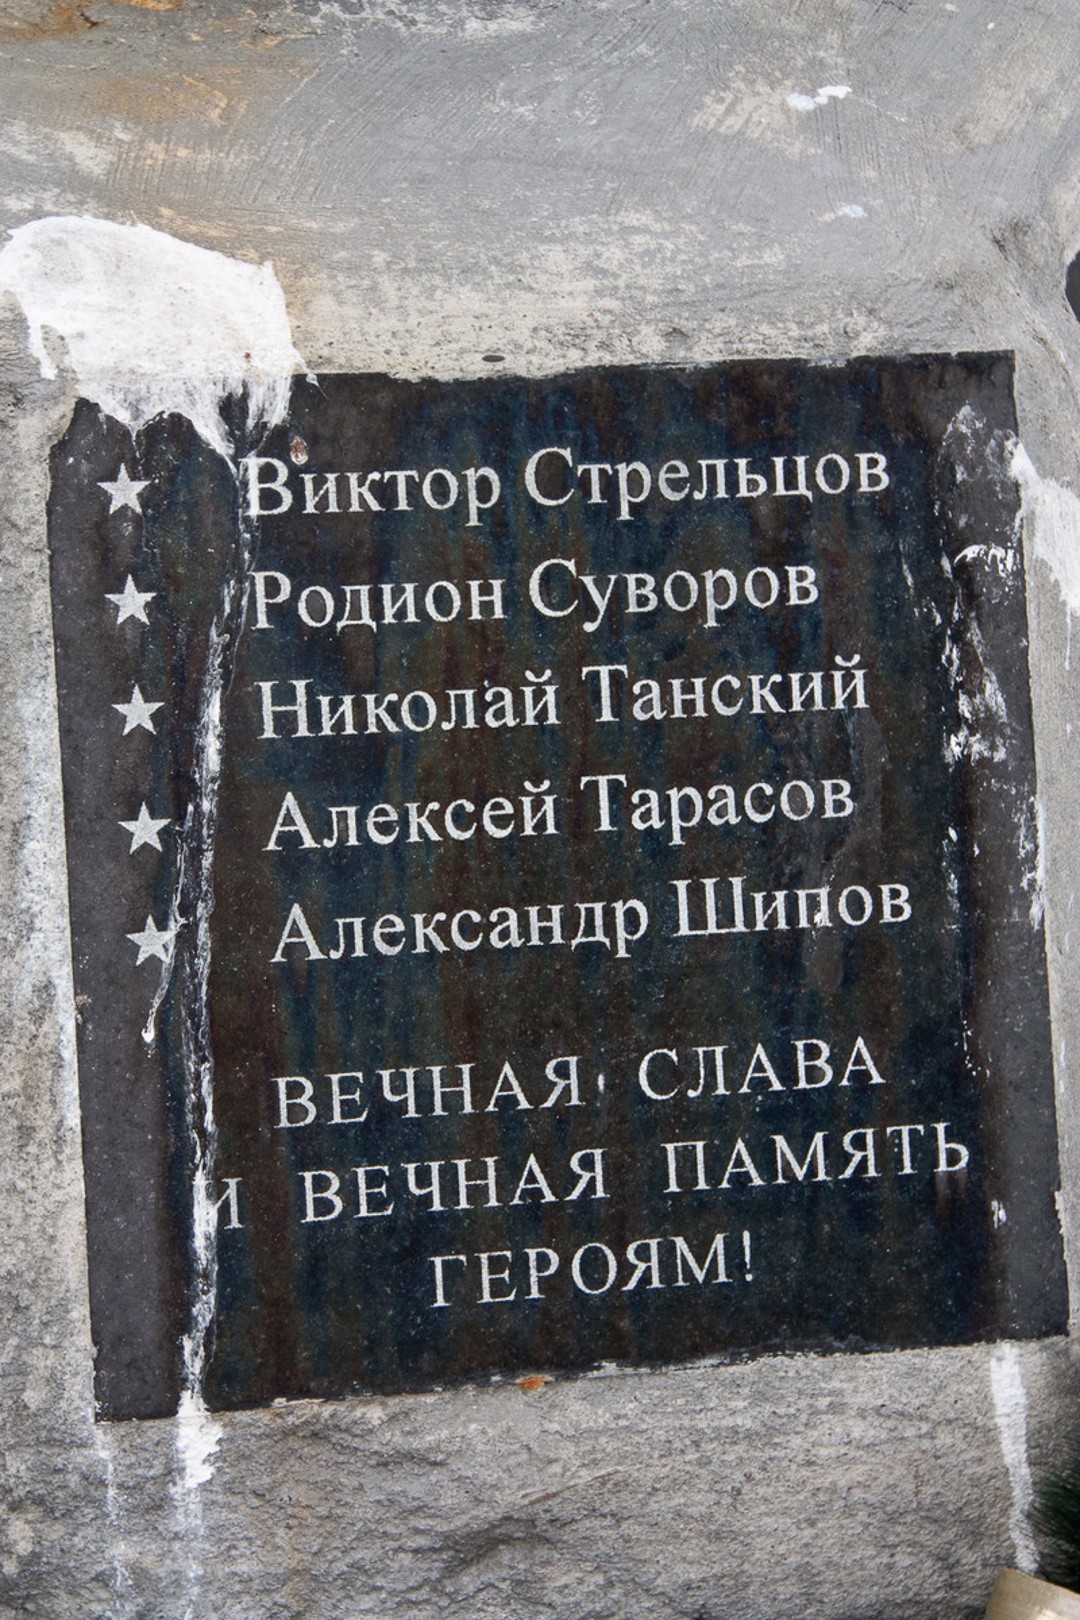 ★ Виктор Стрельцов
★ Родион Суворов
★ Николай Танский
★ Алексей Тарасов
★ Александр Шипов
ВЕЧНАЯ СЛАВА
И ВЕЧНАЯ ПАМЯТЬ
ГЕРОЯМ!